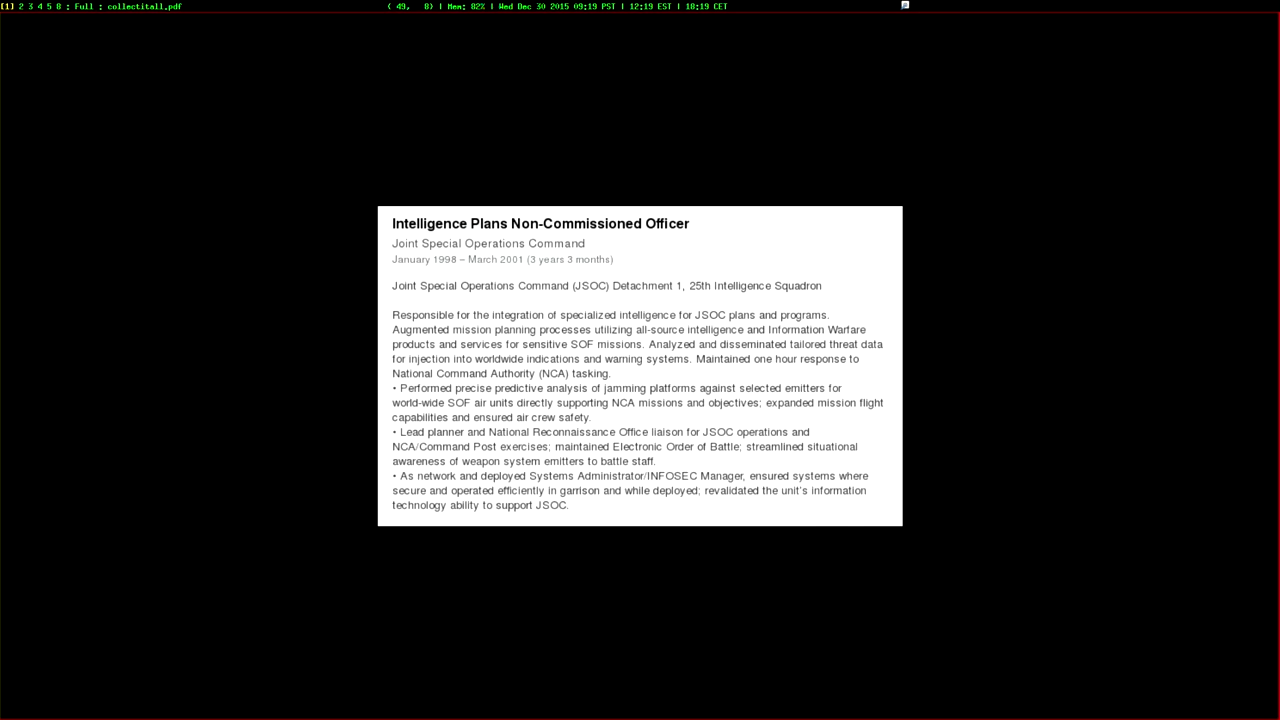 [1] 2 3 4 5 8 : Full : collectitall.pdf ( 49, 8) | Mem: 82% | Wed Dec 30 2015 09:19 PST | 12:19 EST | 18:19 CET
Intelligence Plans Non-Commissioned Officer
Joint Special Operations Command
January 1998 – March 2001 (3 years 3 months)
Joint Special Operations Command (JSOC) Detachment 1, 25th Intelligence Squadron
Responsible for the integration of specialized intelligence for JSOC plans and programs.
Augmented mission planning processes utilizing all-source intelligence and Information Warfare
products and services for sensitive SOF missions. Analyzed and disseminated tailored threat data
for injection into worldwide indications and warning systems. Maintained one hour response to
National Command Authority (NCA) tasking.
• Performed precise predictive analysis of jamming platforms against selected emitters for
world-wide SOF air units directly supporting NCA missions and objectives; expanded mission flight
capabilities and ensured air crew safety.
• Lead planner and National Reconnaissance Office liaison for JSOC operations and
NCA/Command Post exercises; maintained Electronic Order of Battle; streamlined situational
awareness of weapon system emitters to battle staff.
• As network and deployed Systems Administrator/INFOSEC Manager, ensured systems where
secure and operated efficiently in garrison and while deployed; revalidated the unit's information
technology ability to support JSOC.